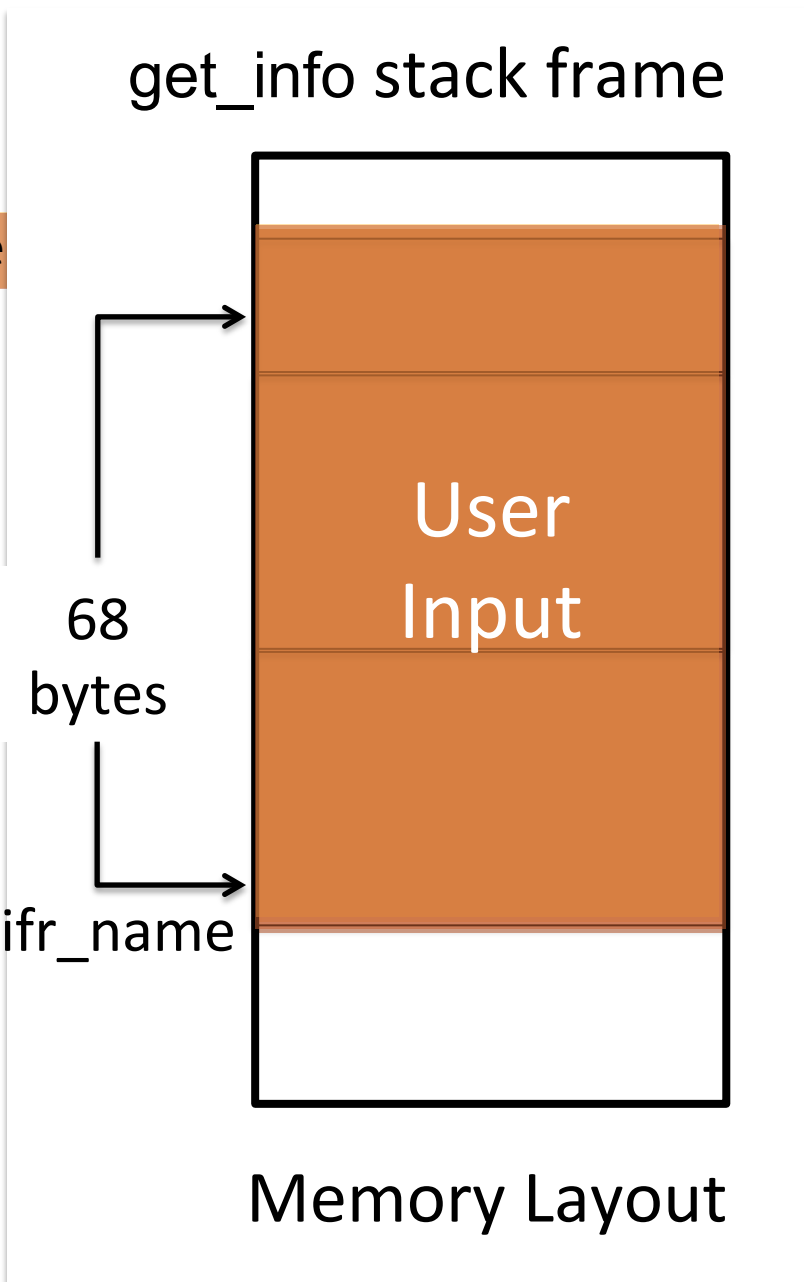 get_info stack frame
User
Input
68
bytes
ifr_name
Memory Layout